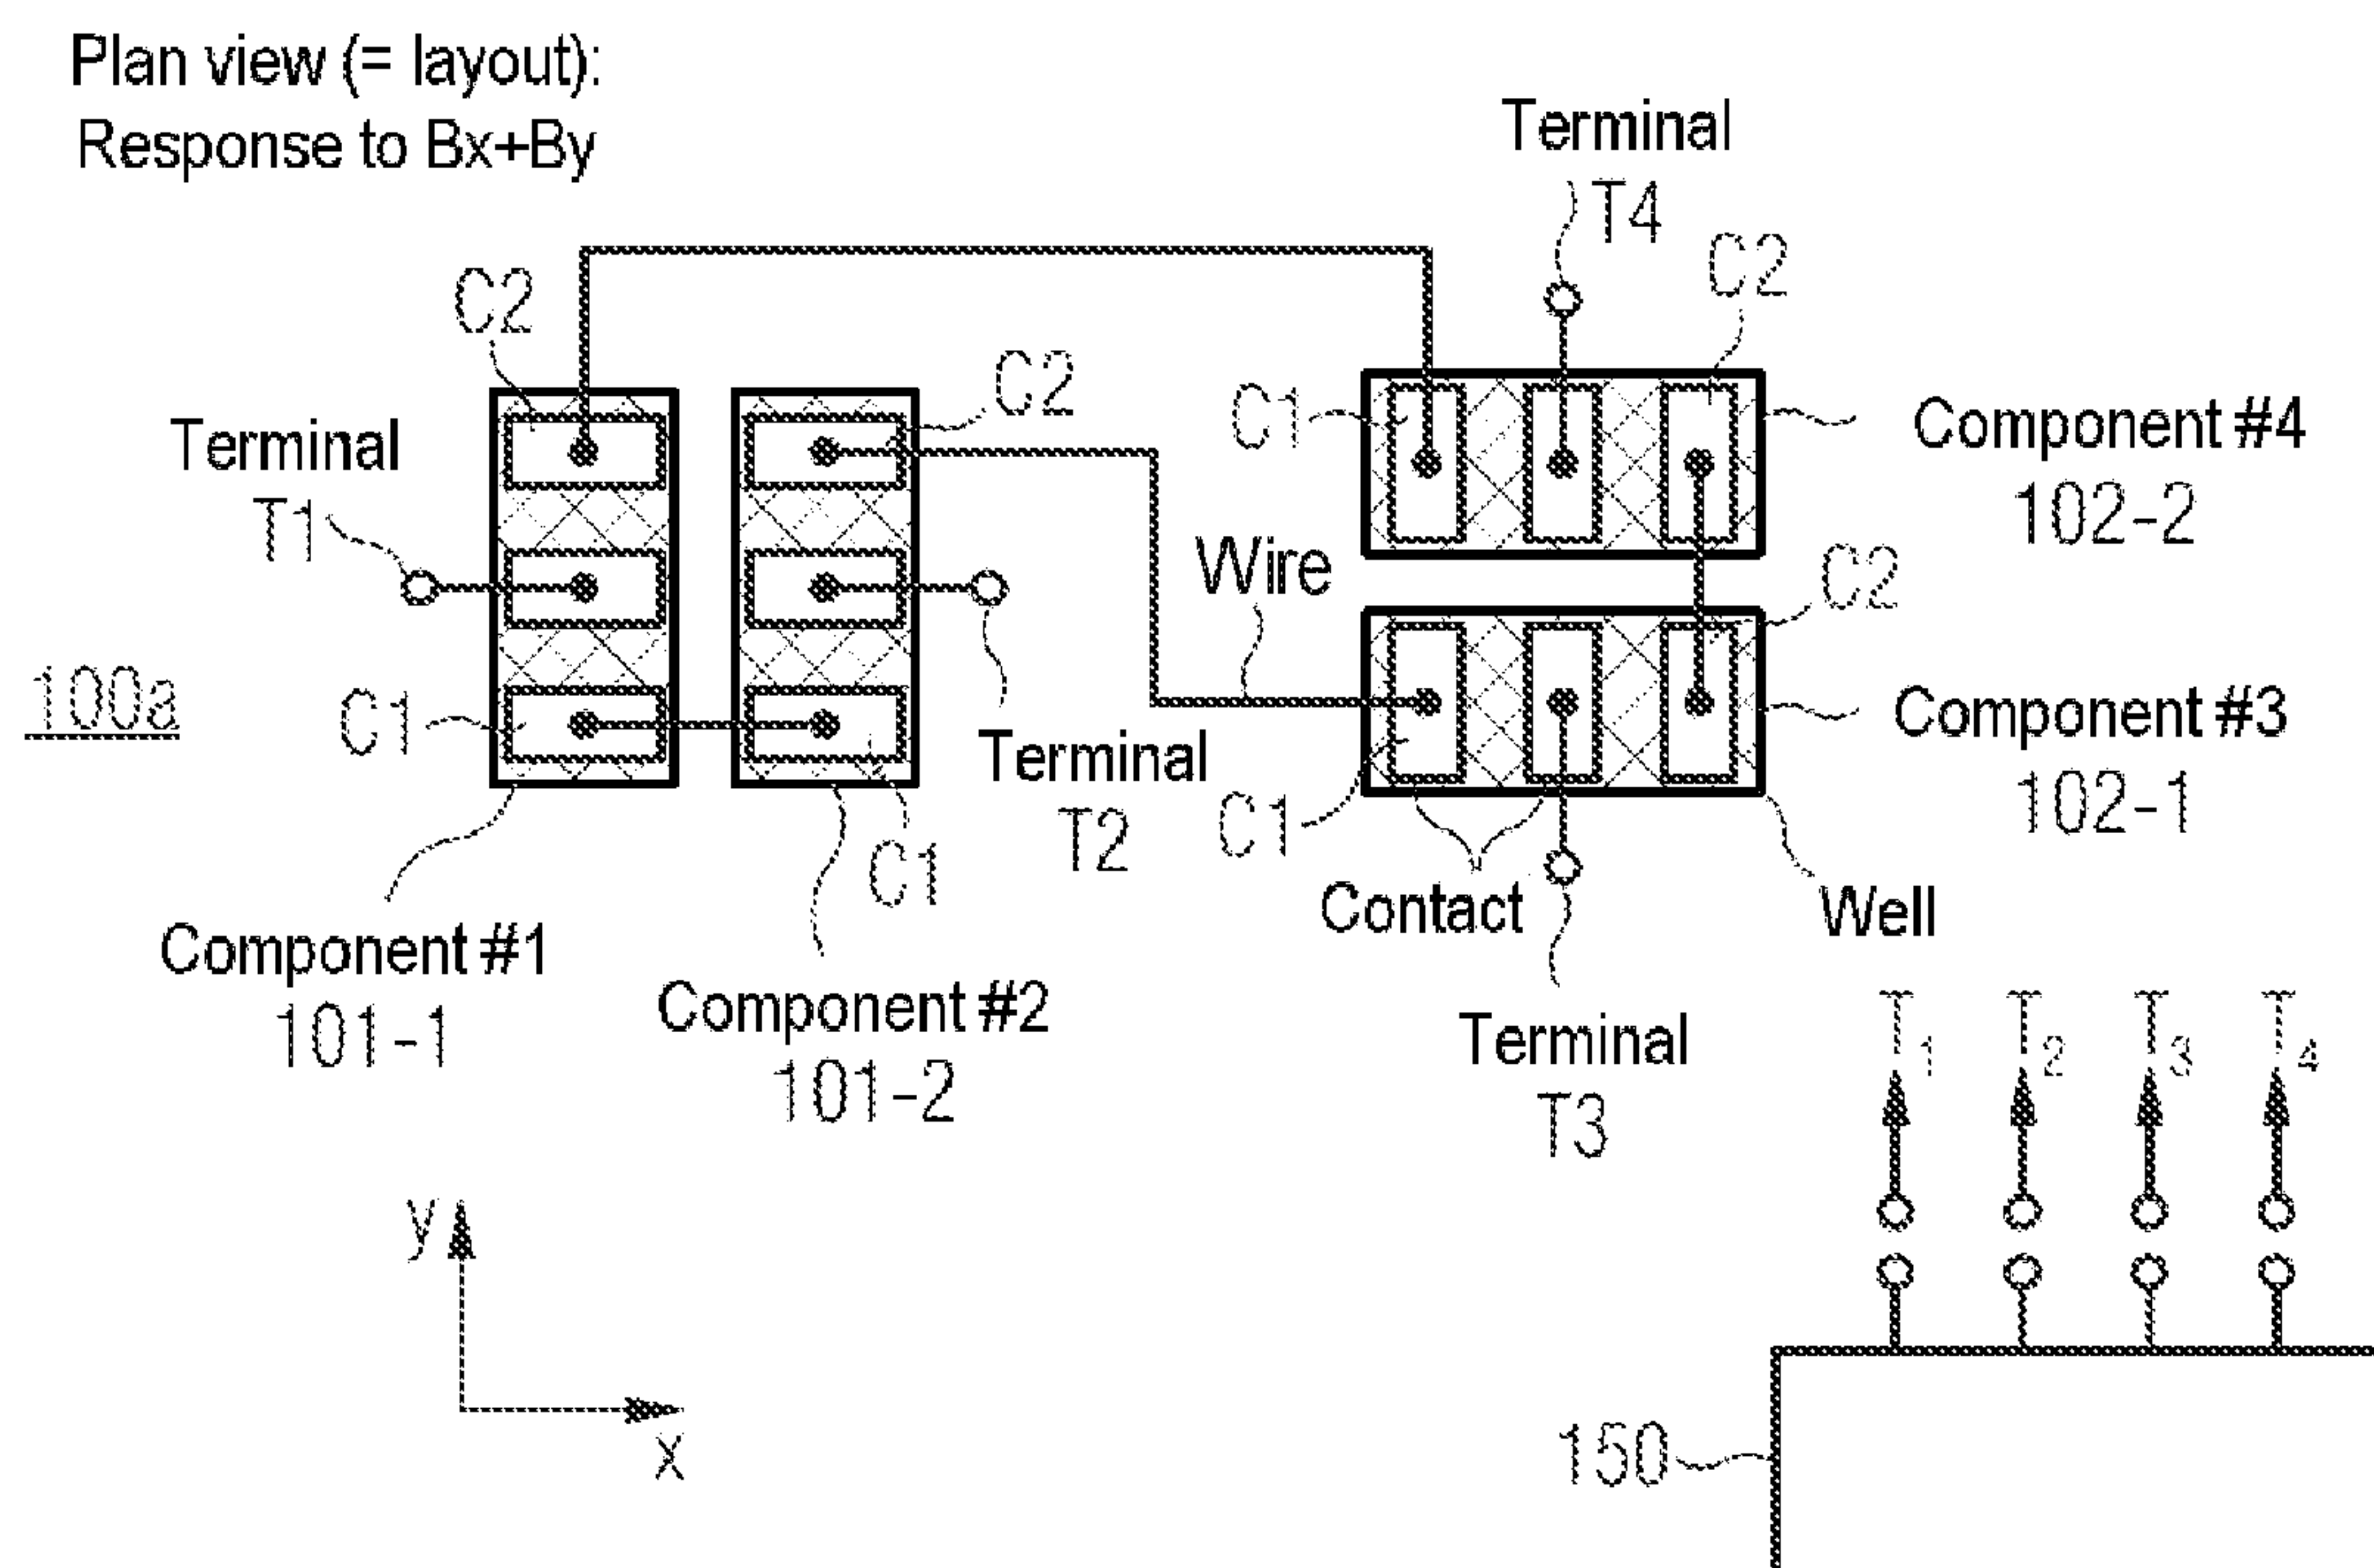 Plan view (= layout):
Response to Bx+By
Terminal
T4
C2
C2
C2
C1
Terminal
T1
Component #4
102-2
Wire
C2
100a
C1
Component #3
102-1
Terminal
T2
C1
C1
Contact
Well
Component #1
101-1
Component #2
101-2
Terminal
T3
T1 T2 T3 T4
y
x
150